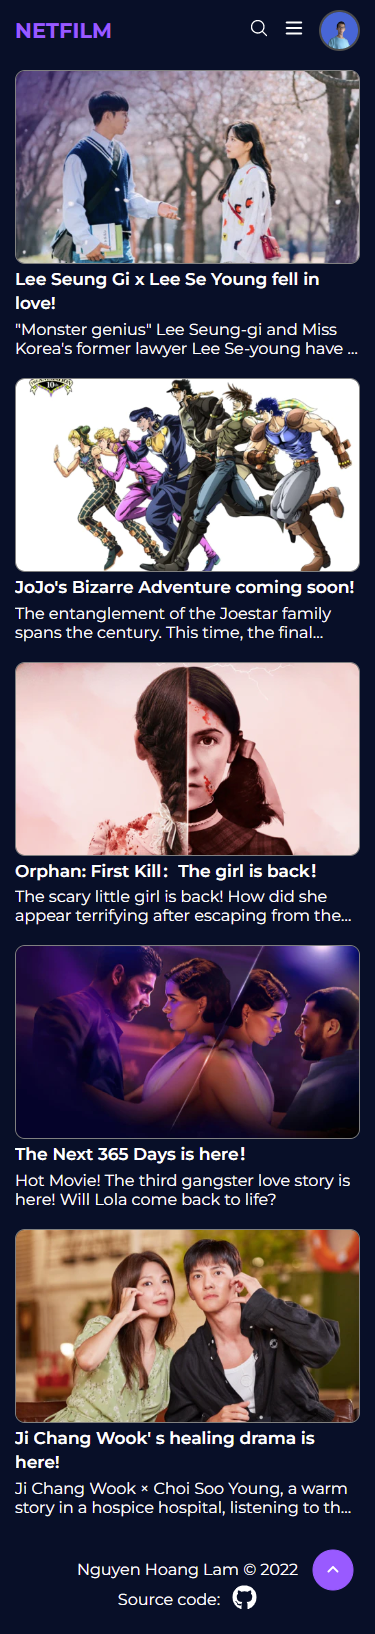 NETFILM
Lee Seung Gi x Lee Se Young fell in
love!
"Monster genius" Lee Seung-gi and Miss
Korea's former lawyer Lee Se-young have ...
JoJo's Bizarre Adventure coming soon!
The entanglement of the Joestar family
spans the century. This time, the final...
Orphan: First Kill：The girl is back！
The scary little girl is back! How did she
appear terrifying after escaping from the...
The Next 365 Days is here！
Hot Movie! The third gangster love story is
here! Will Lola come back to life?
Ji Chang Wook' s healing drama is
here!
Ji Chang Wook × Choi Soo Young, a warm
story in a hospice hospital, listening to th...
Nguyen Hoang Lam © 2022
Source code: